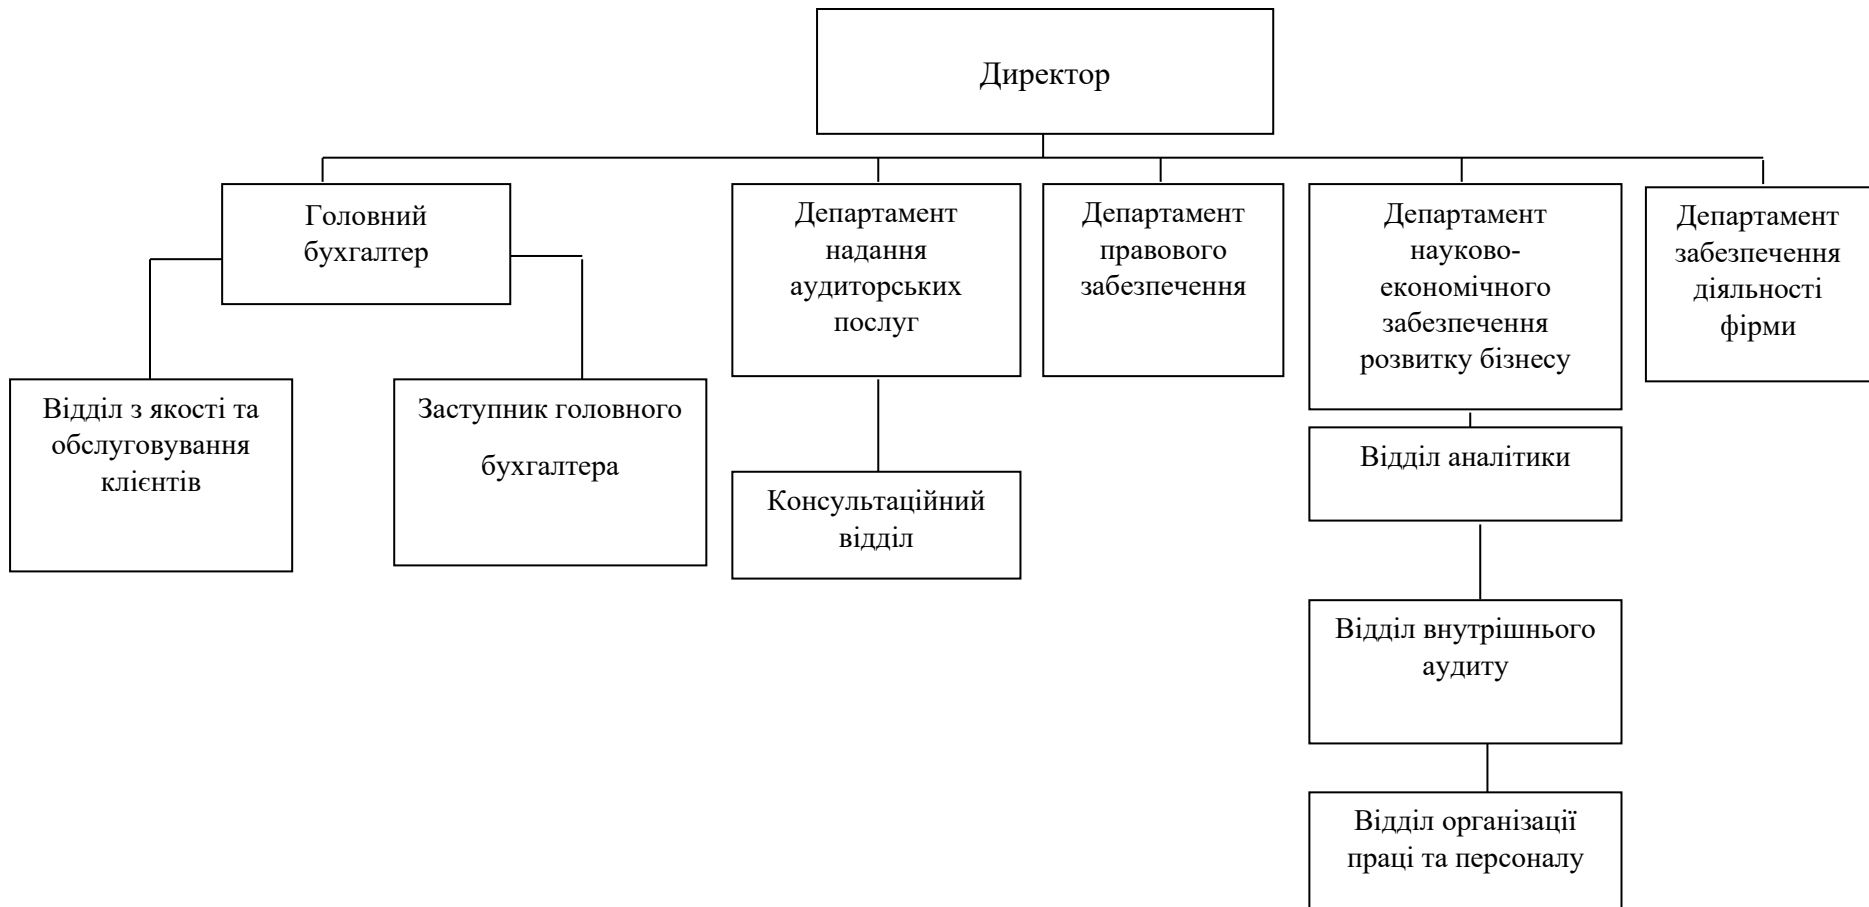 Директор
Головний
бухгалтер
Департамент
надання
аудиторських
послуг
Департамент
правового
забезпечення
Департамент
науково-
економічного
забезпечення
розвитку бізнесу
Департамент
забезпечення
діяльності
фірми
Відділ з якості та
обслуговування
клієнтів
Заступник головного
бухгалтера
Консультаційний
відділ
Відділ аналітики
Відділ внутрішнього
аудиту
Відділ організації
праці та персоналу